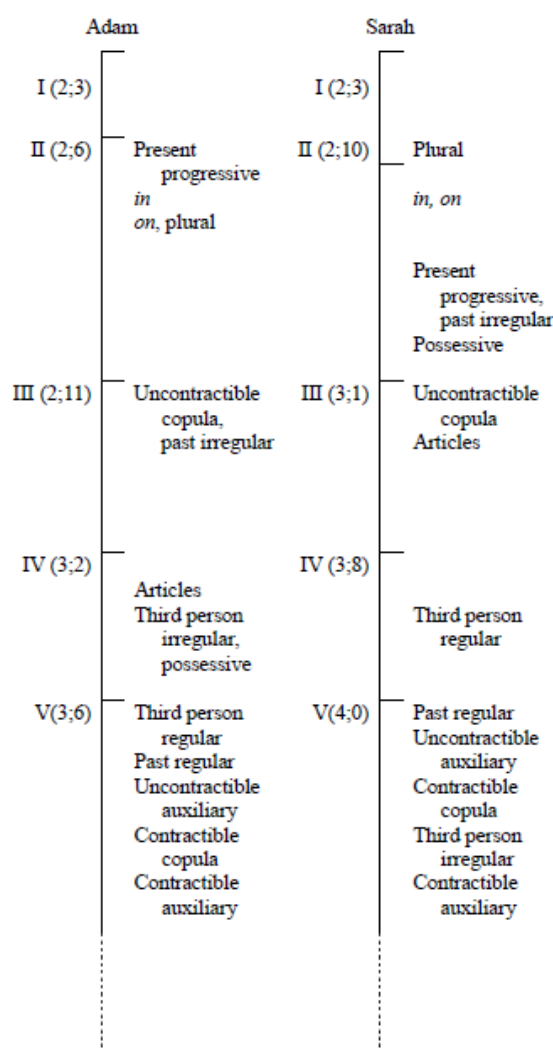 Adam
I (2;3)
II (2;6)
Present
progressive
in
on, plural
III (2;11)
Uncontractible
copula,
past irregular
IV (3;2)
Articles
Third person
irregular,
possessive
V(3;6)
Third person
regular
Past regular
Uncontractible
auxiliary
Contractible
copula
Contractible
auxiliary
Sarah
I (2;3)
II (2;10)
Plural
in, on
Present
progressive,
past irregular
Possessive
III (3;1)
Uncontractible
copula
Articles
IV (3;8)
Third person
regular
V(4;0)
Past regular
Uncontractible
auxiliary
Contractible
copula
Third person
irregular
Contractible
auxiliary